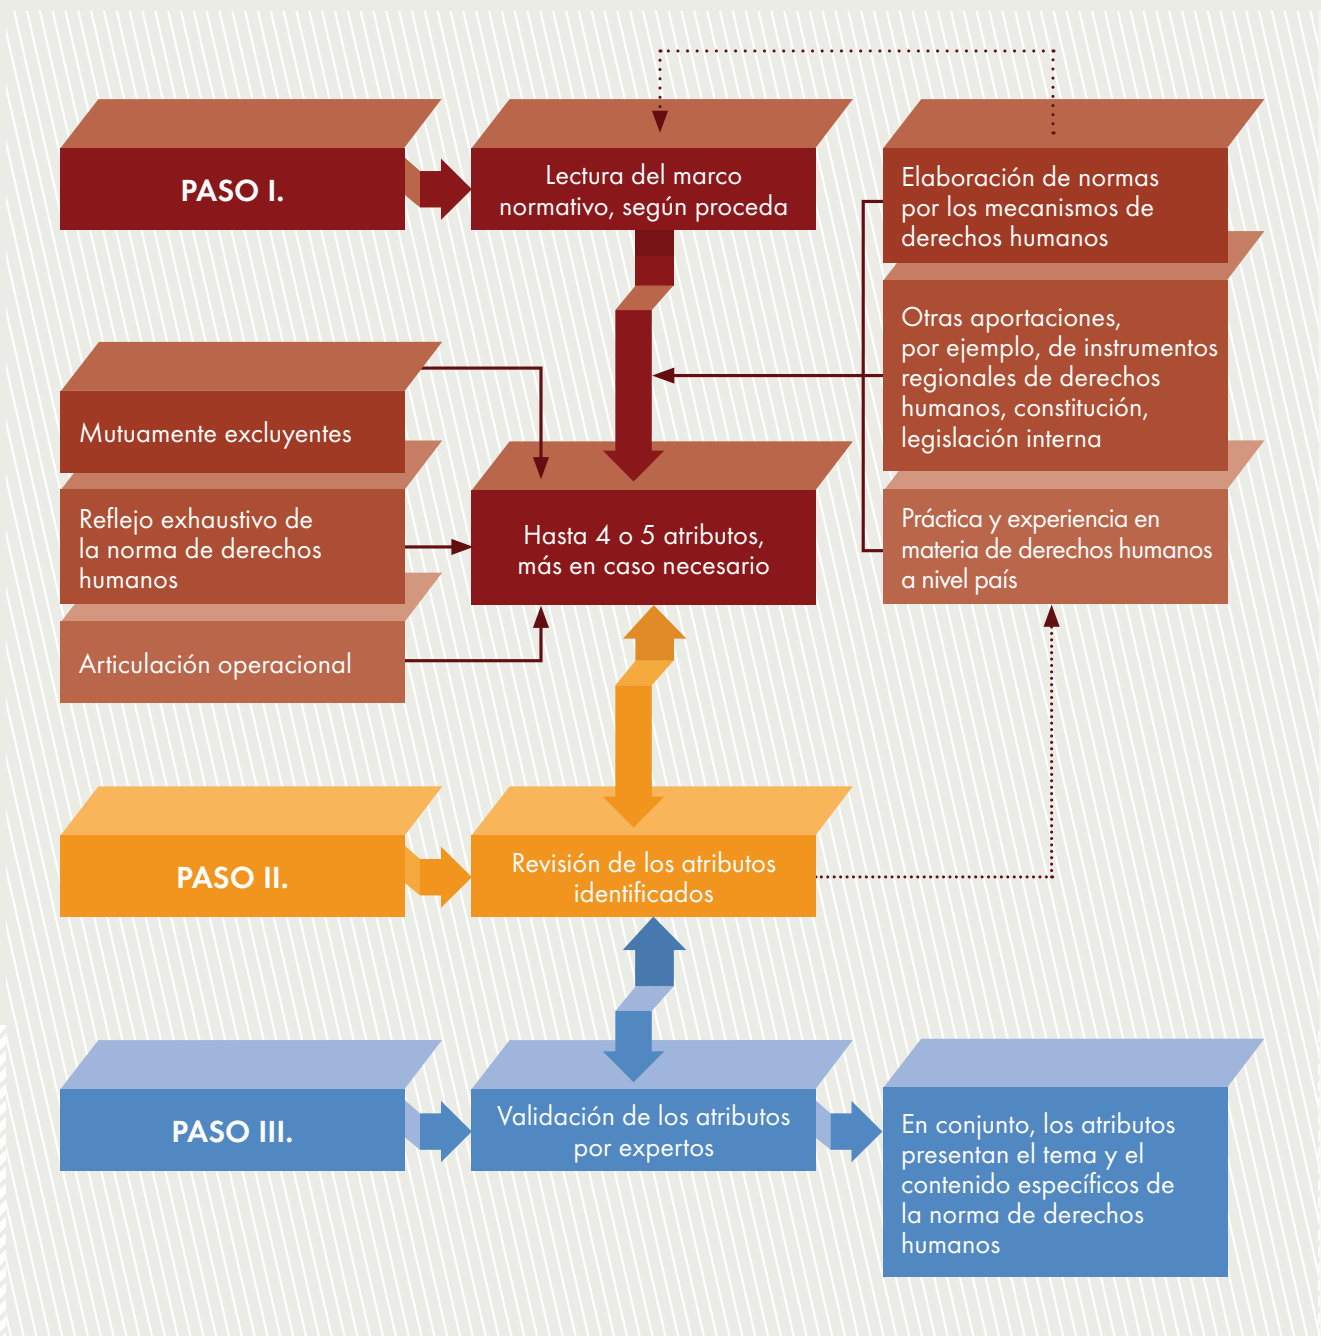 PASO I.
Lectura del marco
normativo, según proceda
Elaboración de normas
por los mecanismos de
derechos humanos
Otras aportaciones,
por ejemplo, de instrumentos
regionales de derechos
humanos, constitución,
legislación interna
Práctica y experiencia en
materia de derechos humanos
a nivel país
Mutuamente excluyentes
Reflejo exhaustivo de
la norma de derechos
humanos
Articulación operacional
Hasta 4 o 5 atributos,
más en caso necesario
PASO II.
Revisión de los atributos
identificados
PASO III.
Validación de los atributos
por expertos
En conjunto, los atributos
presentan el tema y el
contenido específicos de
la norma de derechos
humanos